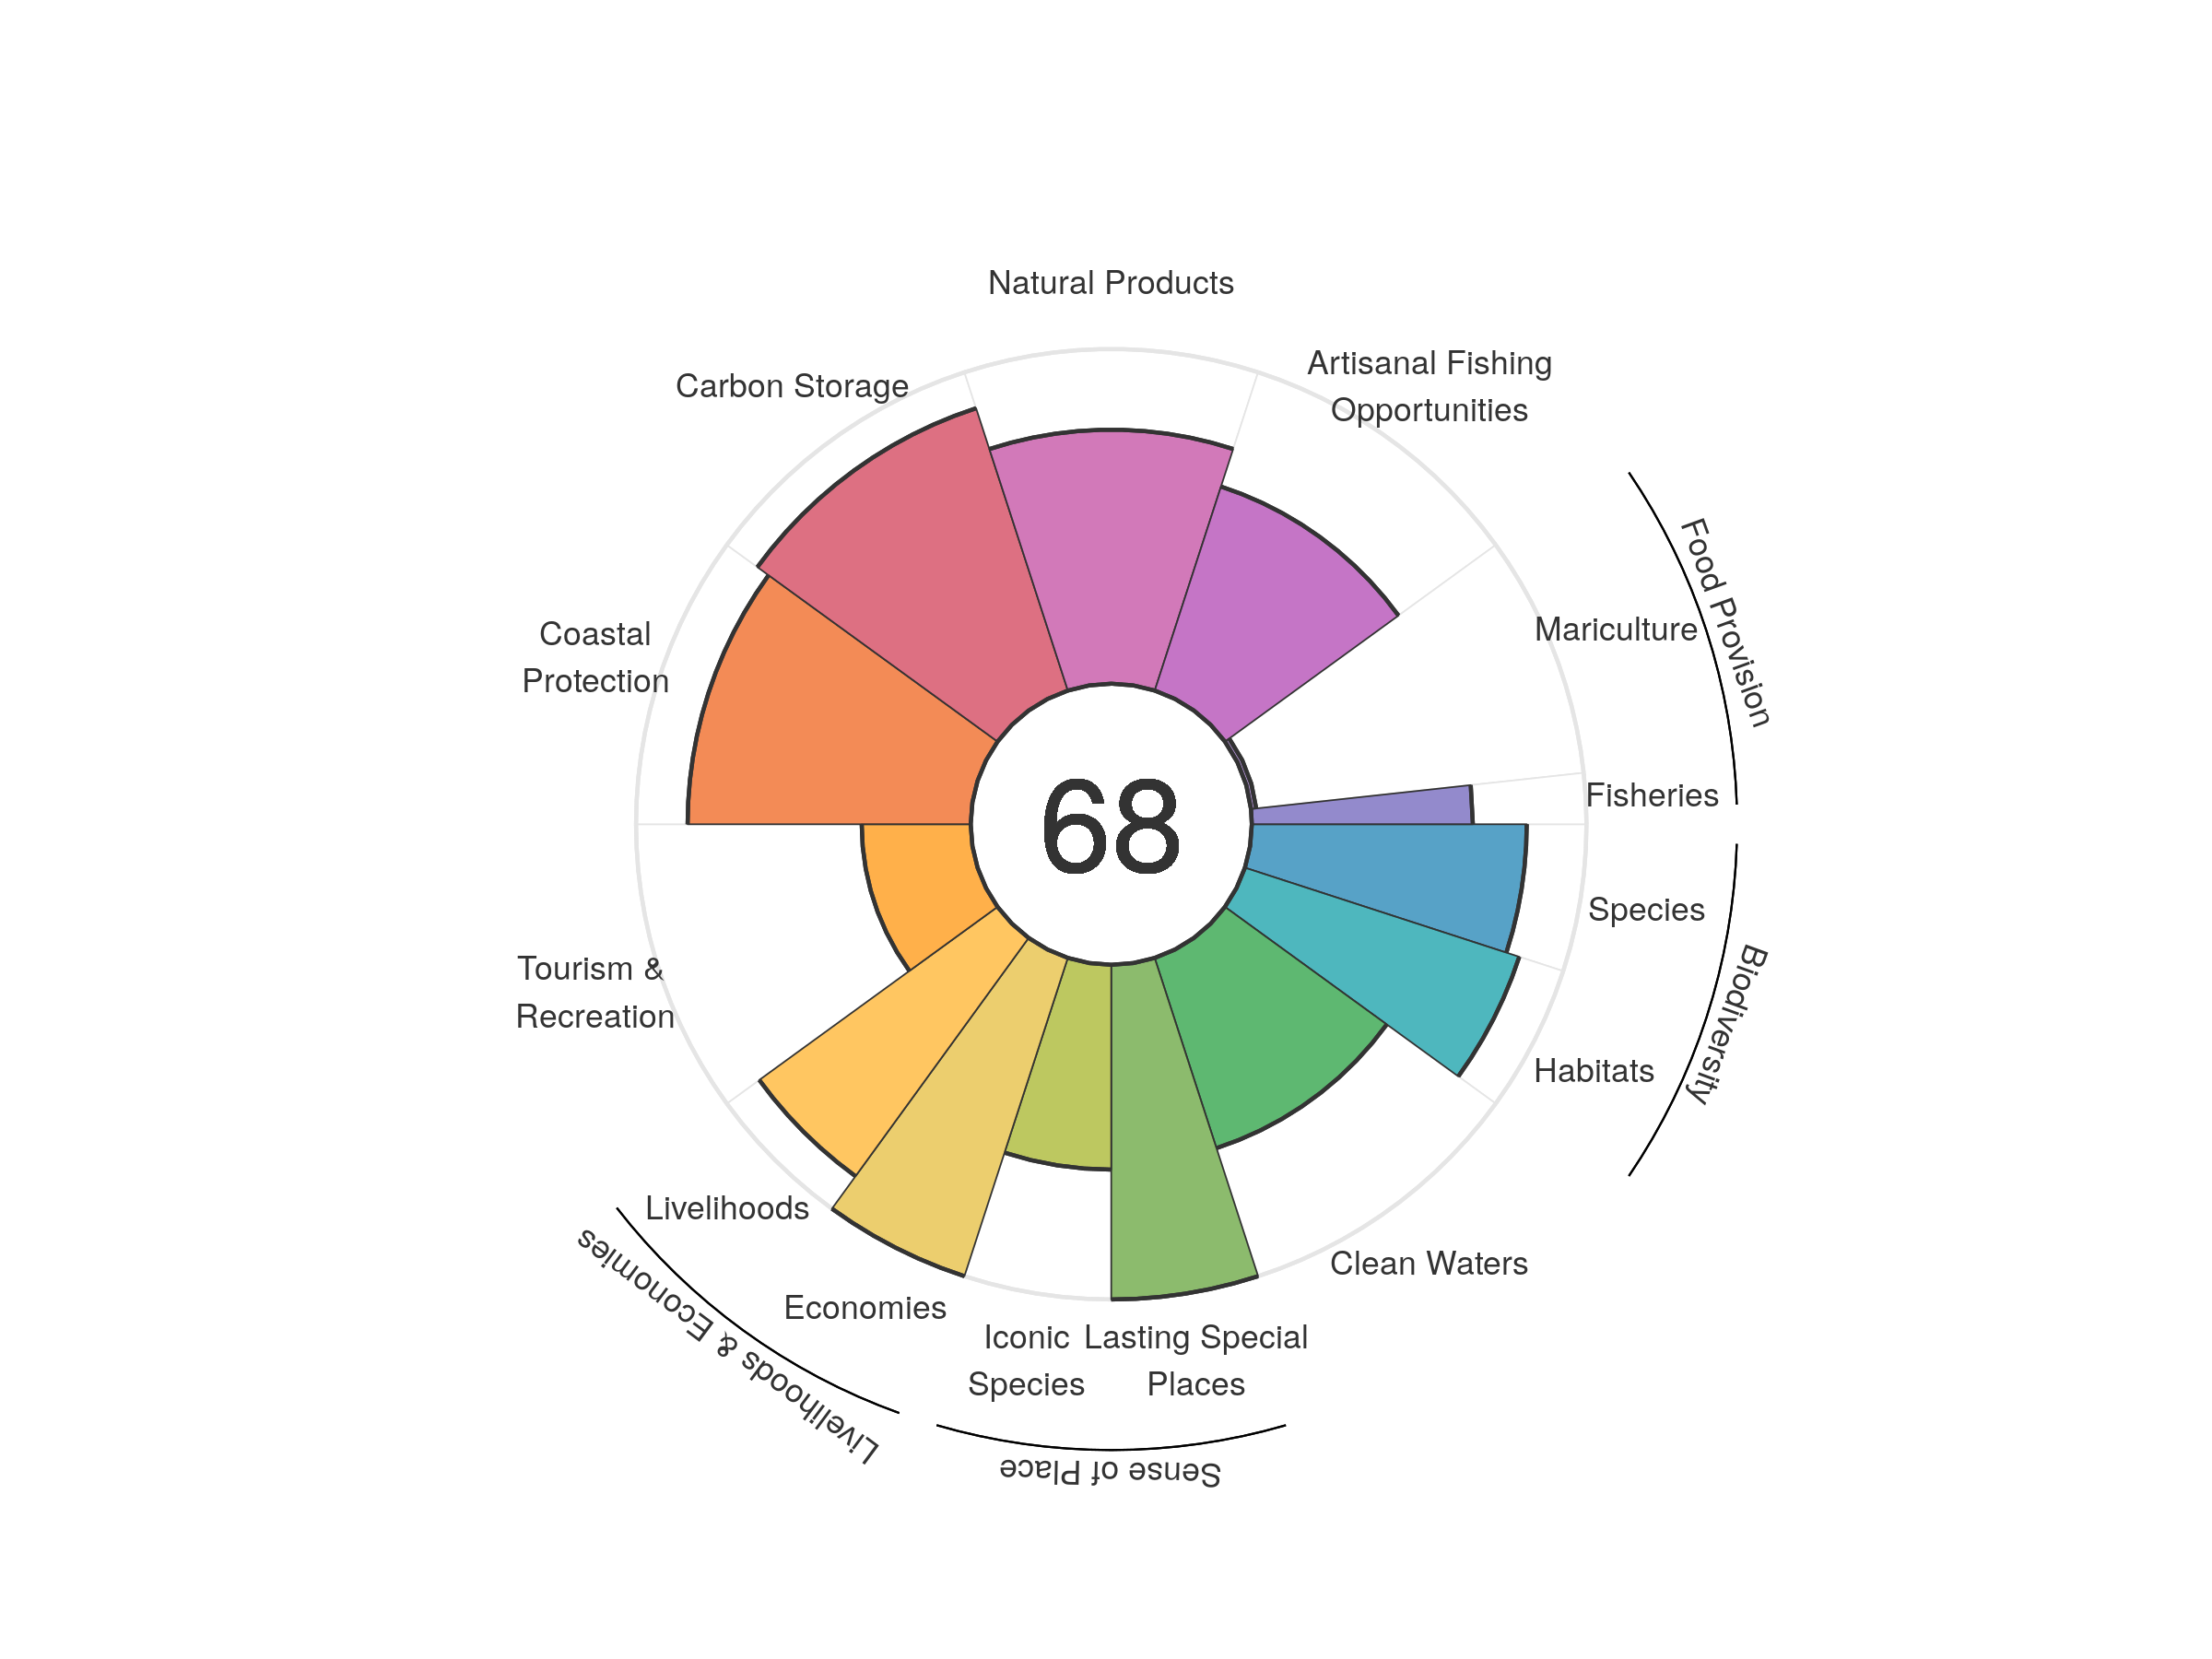 Natural Products
Artisanal Fishing
Opportunities
Carbon Storage
Food Provision
Mariculture
Coastal
Protection
Fisheries
68
Species
Biodiversity
Tourism &
Recreation
Habitats
Livelihoods
Clean Waters
Economies
Livelihoods & Economies
Iconic
Species
Lasting Special
Places
Sense of Place